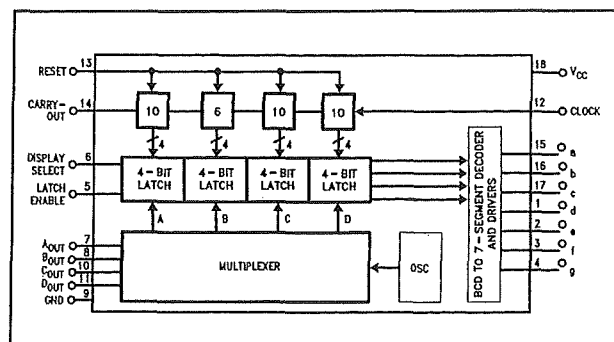 RESET 13
18 VCC
CARRY-OUT 14
10 6 10 10
12 CLOCK
4 4 4 4
DISPLAY SELECT 6
LATCH ENABLE 5
4-BIT LATCH
4-BIT LATCH
4-BIT LATCH
4-BIT LATCH
A B C D
AOUT 7
BOUT 8
COUT 10
DOUT 11
GND 9
MULTIPLEXER
OSC
BCD TO 7-SEGMENT DECODER AND DRIVERS
15 a
16 b
17 c
1 d
2 e
3 f
4 g